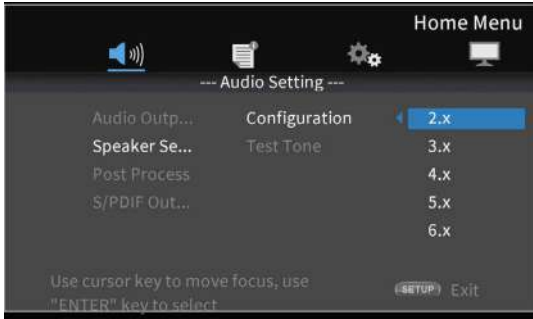 Home Menu
--- Audio Setting ---
Audio Outp... Configuration 2.x
Speaker Se... Test Tone 3.x
Post Process 4.x
S/PDIF Out... 5.x
6.x
Use cursor key to move focus, use
"ENTER" key to select
SETUP Exit